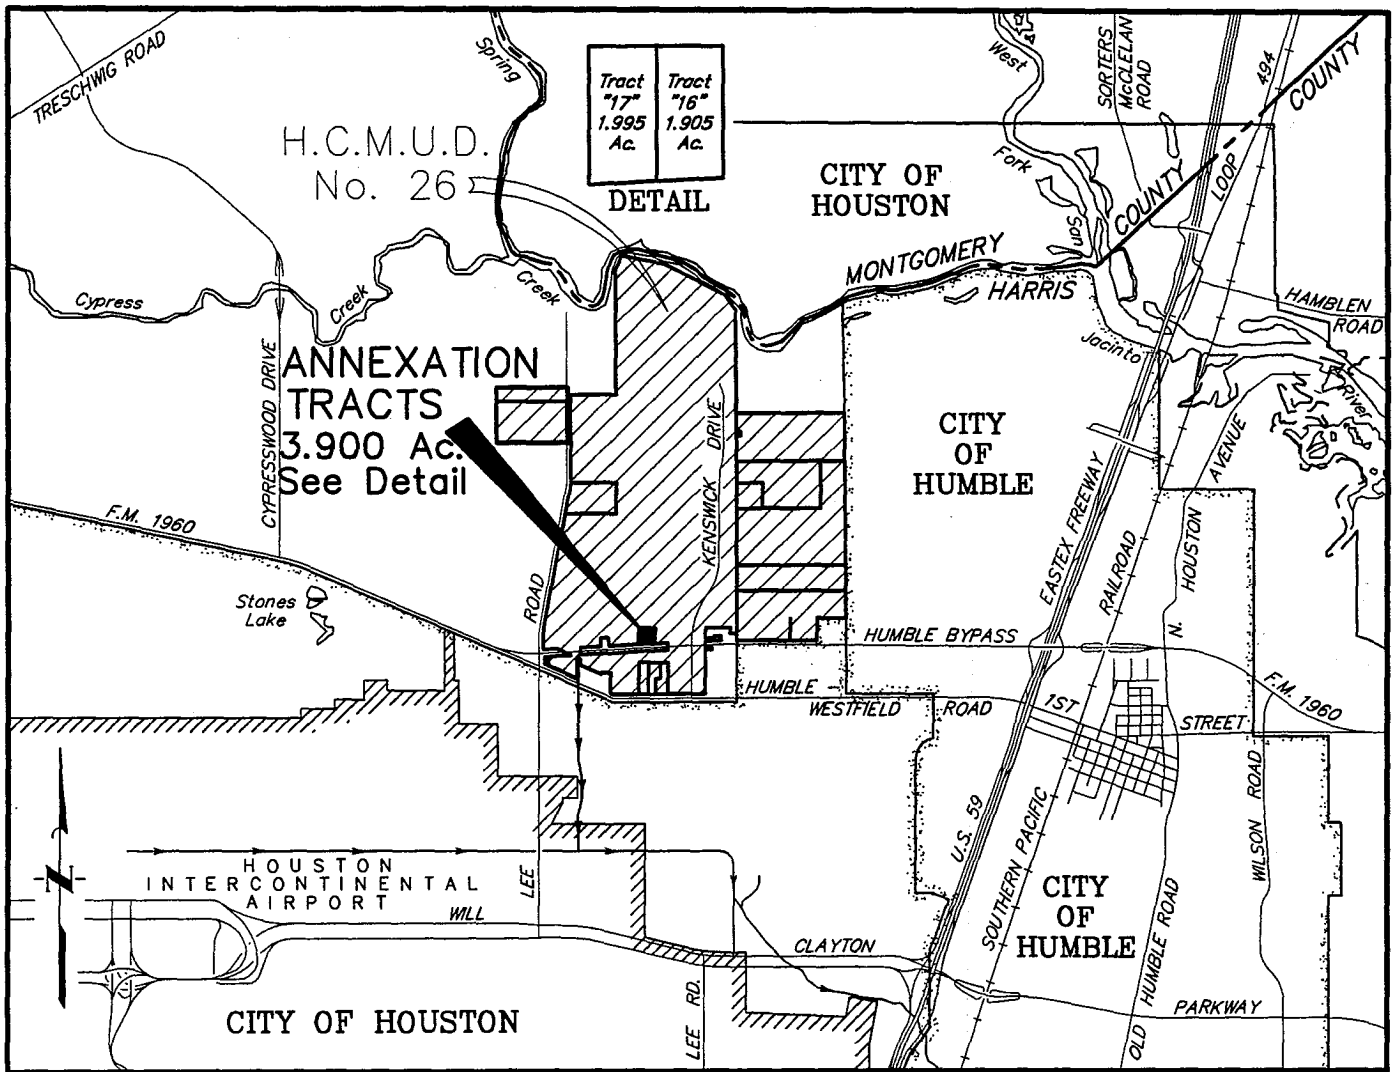 TRESCHWIG ROAD
Spring
Tract
"17"
1.995
Ac.
Tract
"16"
1.905
Ac.
DETAIL
H.C.M.U.D.
No. 26
West
Fork
San
Jacinto
River
SORTERS
McCLELAN
ROAD
494
LOOP
COUNTY
COUNTY
CITY OF
HOUSTON
MONTGOMERY
HARRIS
HAMBLEN
ROAD
Cypress
Creek
Creek
CYPRESSWOOD DRIVE
ANNEXATION
TRACTS
3.900 Ac.
See Detail
KENSWICK DRIVE
CITY
OF
HUMBLE
EASTEX FREEWAY
RAILROAD
N. HOUSTON AVENUE
F.M. 1960
Stones
Lake
ROAD
HUMBLE BYPASS
HUMBLE
WESTFIELD ROAD
1ST
STREET
F.M. 1960
U.S. 59
SOUTHERN PACIFIC
WILSON ROAD
N
HOUSTON
INTERCONTINENTAL
AIRPORT
LEE
WILL
CLAYTON
PARKWAY
CITY
OF
HUMBLE
OLD HUMBLE ROAD
CITY OF HOUSTON
LEE RD.